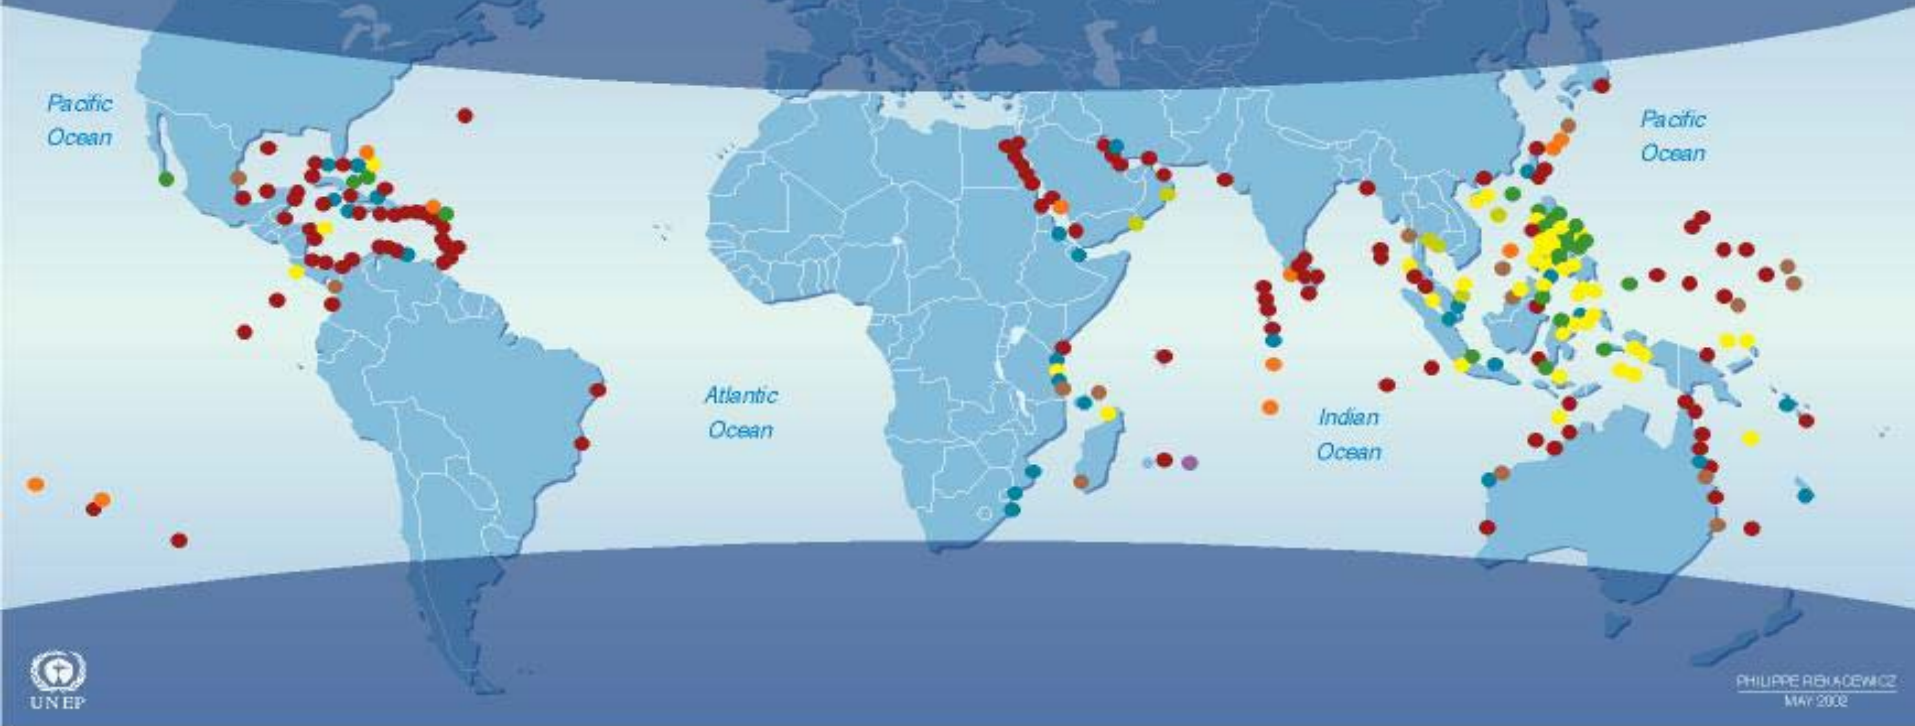 Pacific
Ocean
Pacific
Ocean
Atlantic
Ocean
Indian
Ocean
UNEP
PHILIPPE REKACEWICZ
MAY 2002